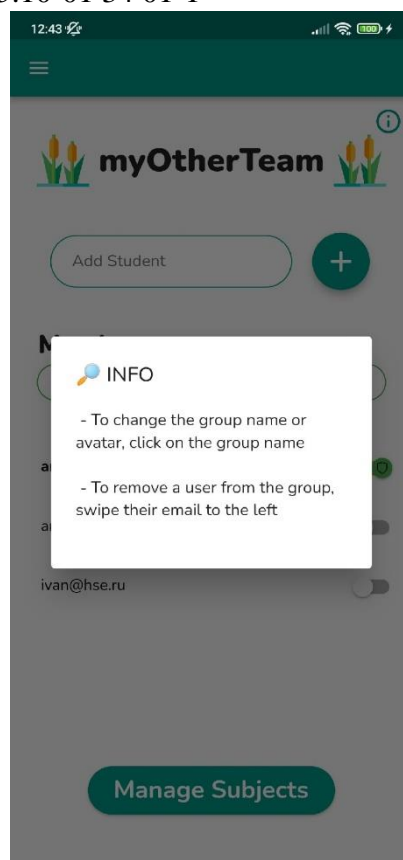 12:43
100
myOtherTeam
Add Student
INFO
- To change the group name or
avatar, click on the group name
- To remove a user from the group,
swipe their email to the left
ivan@hse.ru
Manage Subjects